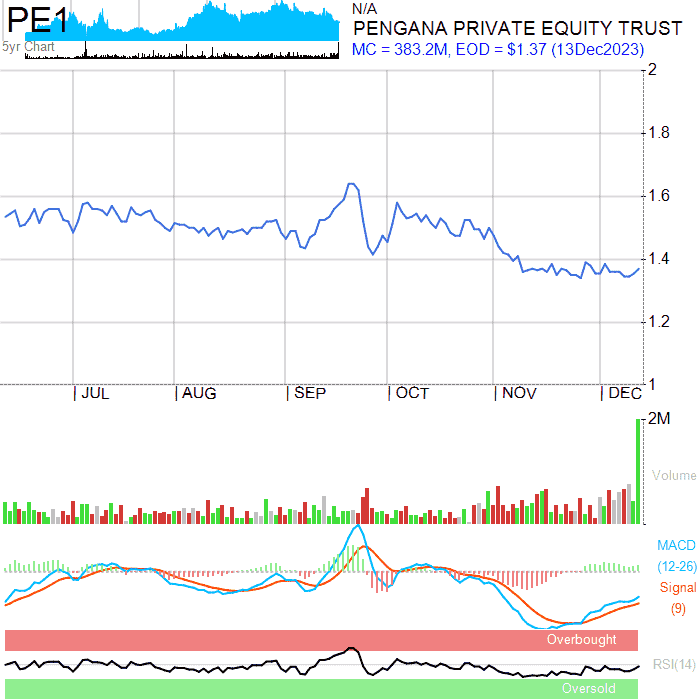 PE1
5yr Chart
N/A
PENGANA PRIVATE EQUITY TRUST
MC = 383.2M, EOD = $1.37 (13Dec2023)
2
1.8
1.6
1.4
1.2
1
| JUL | AUG | SEP | OCT | NOV | DEC
2M
Volume
MACD
(12-26)
Signal
(9)
Overbought
RSI(14)
Oversold